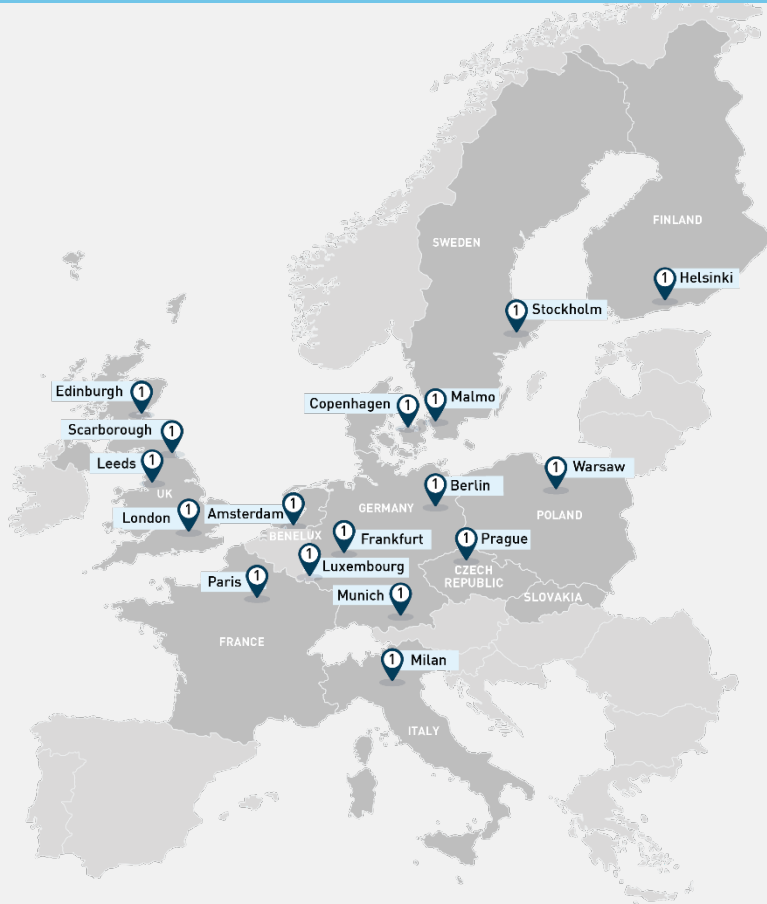 FINLAND
SWEDEN
1 Helsinki
1 Stockholm
Edinburgh 1
Copenhagen 1
1 Malmo
Scarborough 1
Leeds 1
1 Warsaw
UK
1 Berlin
London 1
Amsterdam 1
GERMANY
POLAND
BENELUX
1 Frankfurt
1 Prague
1 Luxembourg
CZECH
REPUBLIC
Paris 1
Munich 1
SLOVAKIA
FRANCE
1 Milan
ITALY